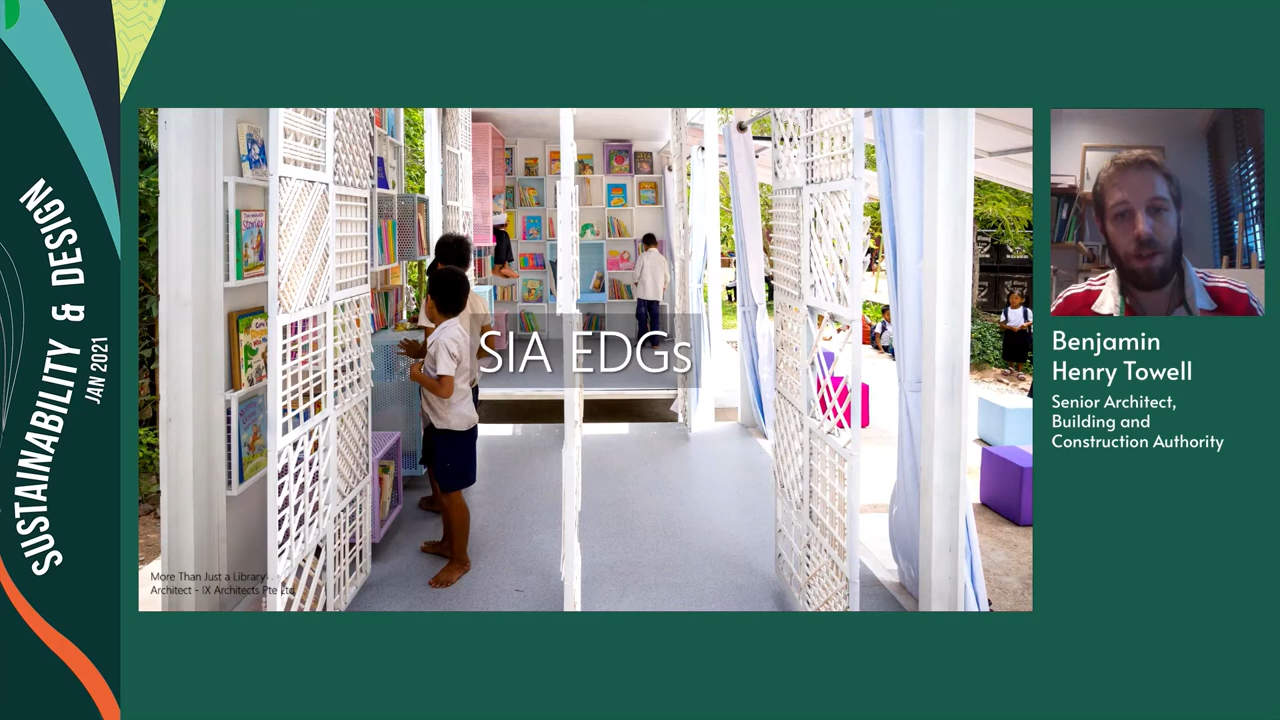 SUSTAINABILITY & DESIGN
JAN 2021
SIA EDGs
More Than Just a Library
Architect - IX Architects Pte Ltd
Benjamin
Henry Towell
Senior Architect,
Building and
Construction Authority